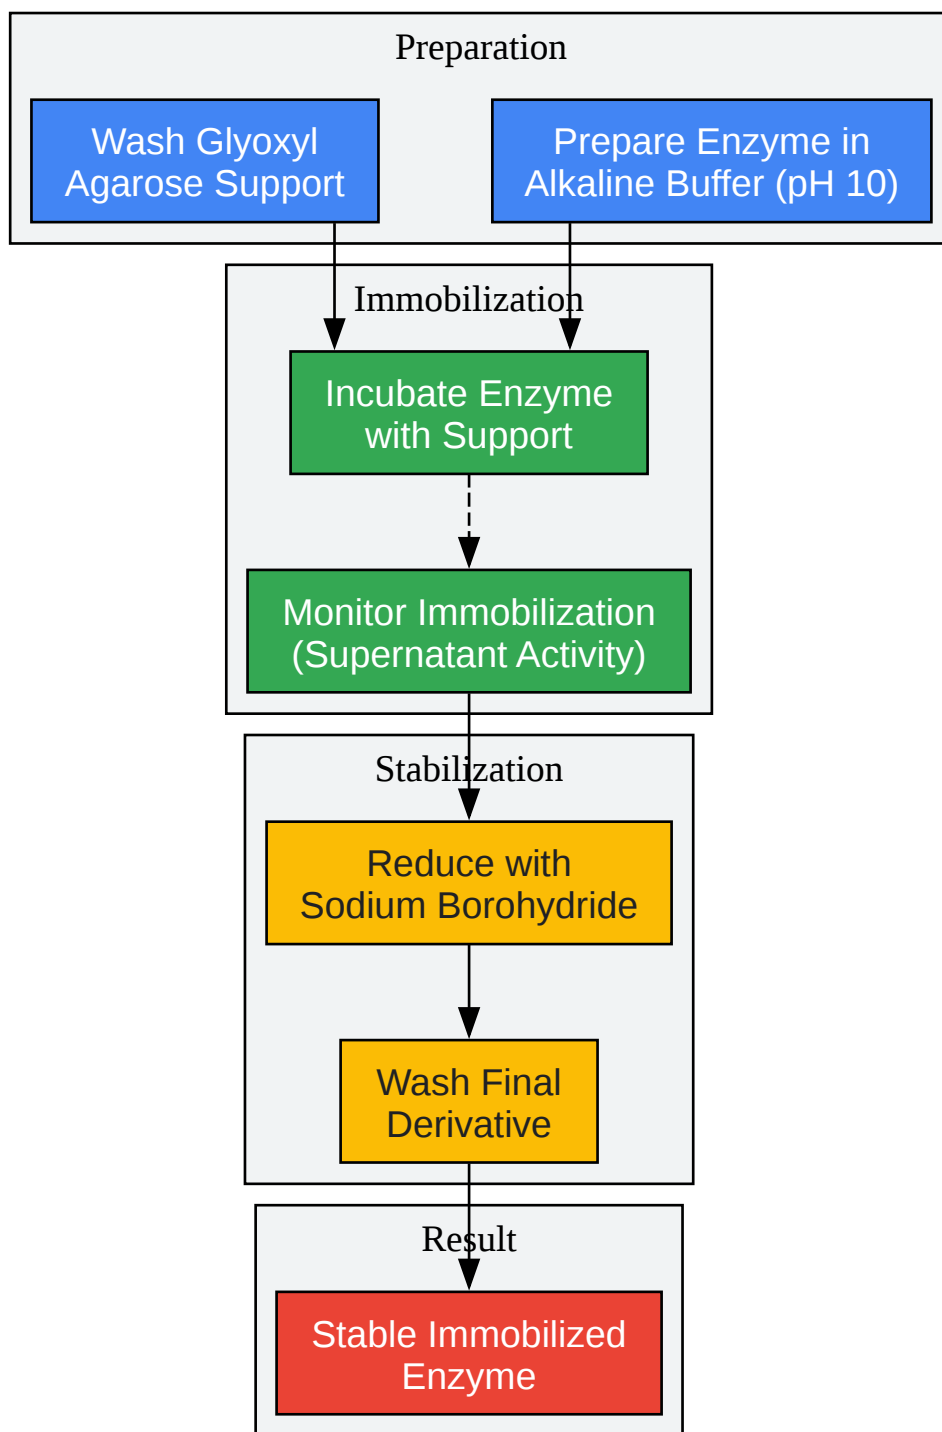 Preparation
Wash Glyoxyl
Agarose Support
Prepare Enzyme in
Alkaline Buffer (pH 10)
Immobilization
Incubate Enzyme
with Support
Monitor Immobilization
(Supernatant Activity)
Stabilization
Reduce with
Sodium Borohydride
Wash Final
Derivative
Result
Stable Immobilized
Enzyme